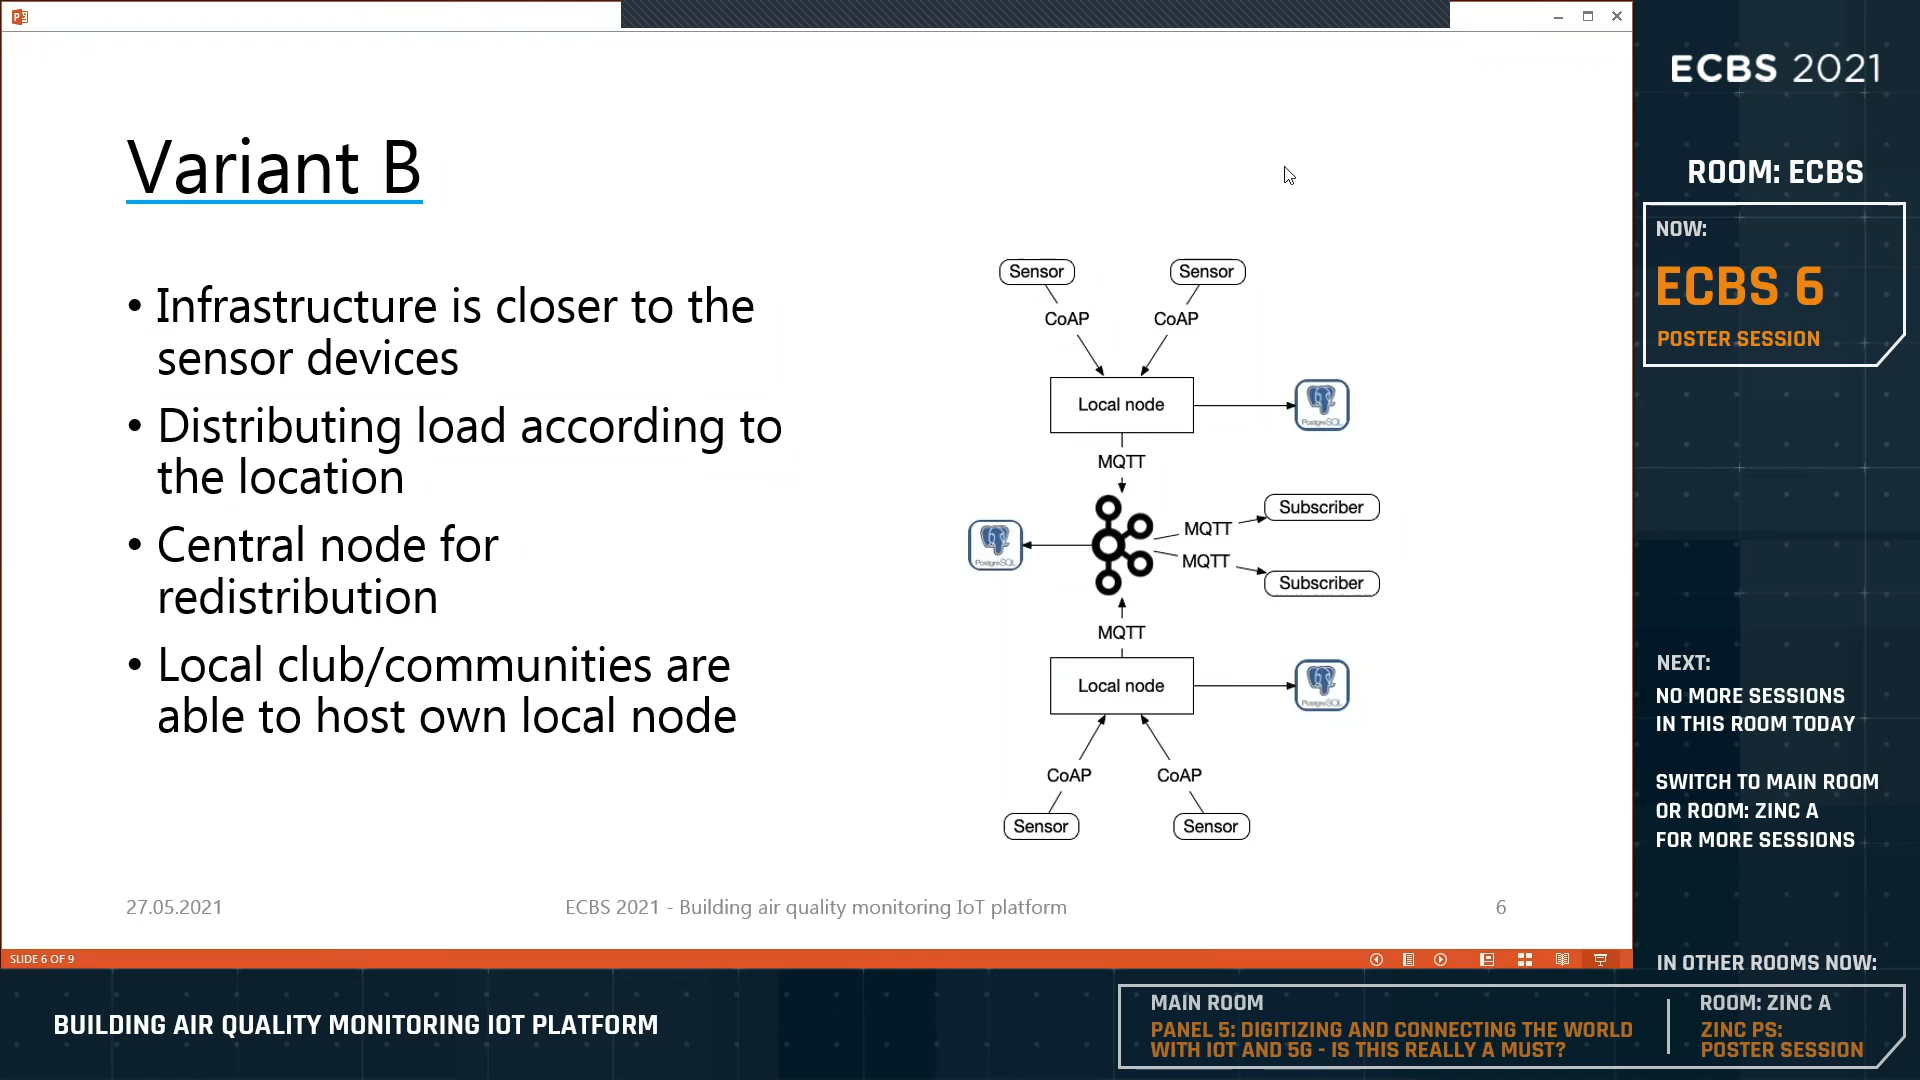 ECBS 2021
ROOM: ECBS
NOW:
ECBS 6
POSTER SESSION
Variant B
• Infrastructure is closer to the
sensor devices
• Distributing load according to
the location
• Central node for
redistribution
• Local club/communities are
able to host own local node
Sensor
Sensor
CoAP
CoAP
Local node
PostgreSQL
MQTT
Subscriber
MQTT
PostgreSQL
MQTT
Subscriber
MQTT
Local node
PostgreSQL
CoAP
CoAP
Sensor
Sensor
27.05.2021
ECBS 2021 - Building air quality monitoring IoT platform
6
SLIDE 6 OF 9
NEXT:
NO MORE SESSIONS
IN THIS ROOM TODAY
SWITCH TO MAIN ROOM
OR ROOM: ZINC A
FOR MORE SESSIONS
IN OTHER ROOMS NOW:
BUILDING AIR QUALITY MONITORING IOT PLATFORM
MAIN ROOM
PANEL 5: DIGITIZING AND CONNECTING THE WORLD
WITH IOT AND 5G - IS THIS REALLY A MUST?
ROOM: ZINC A
ZINC PS:
POSTER SESSION